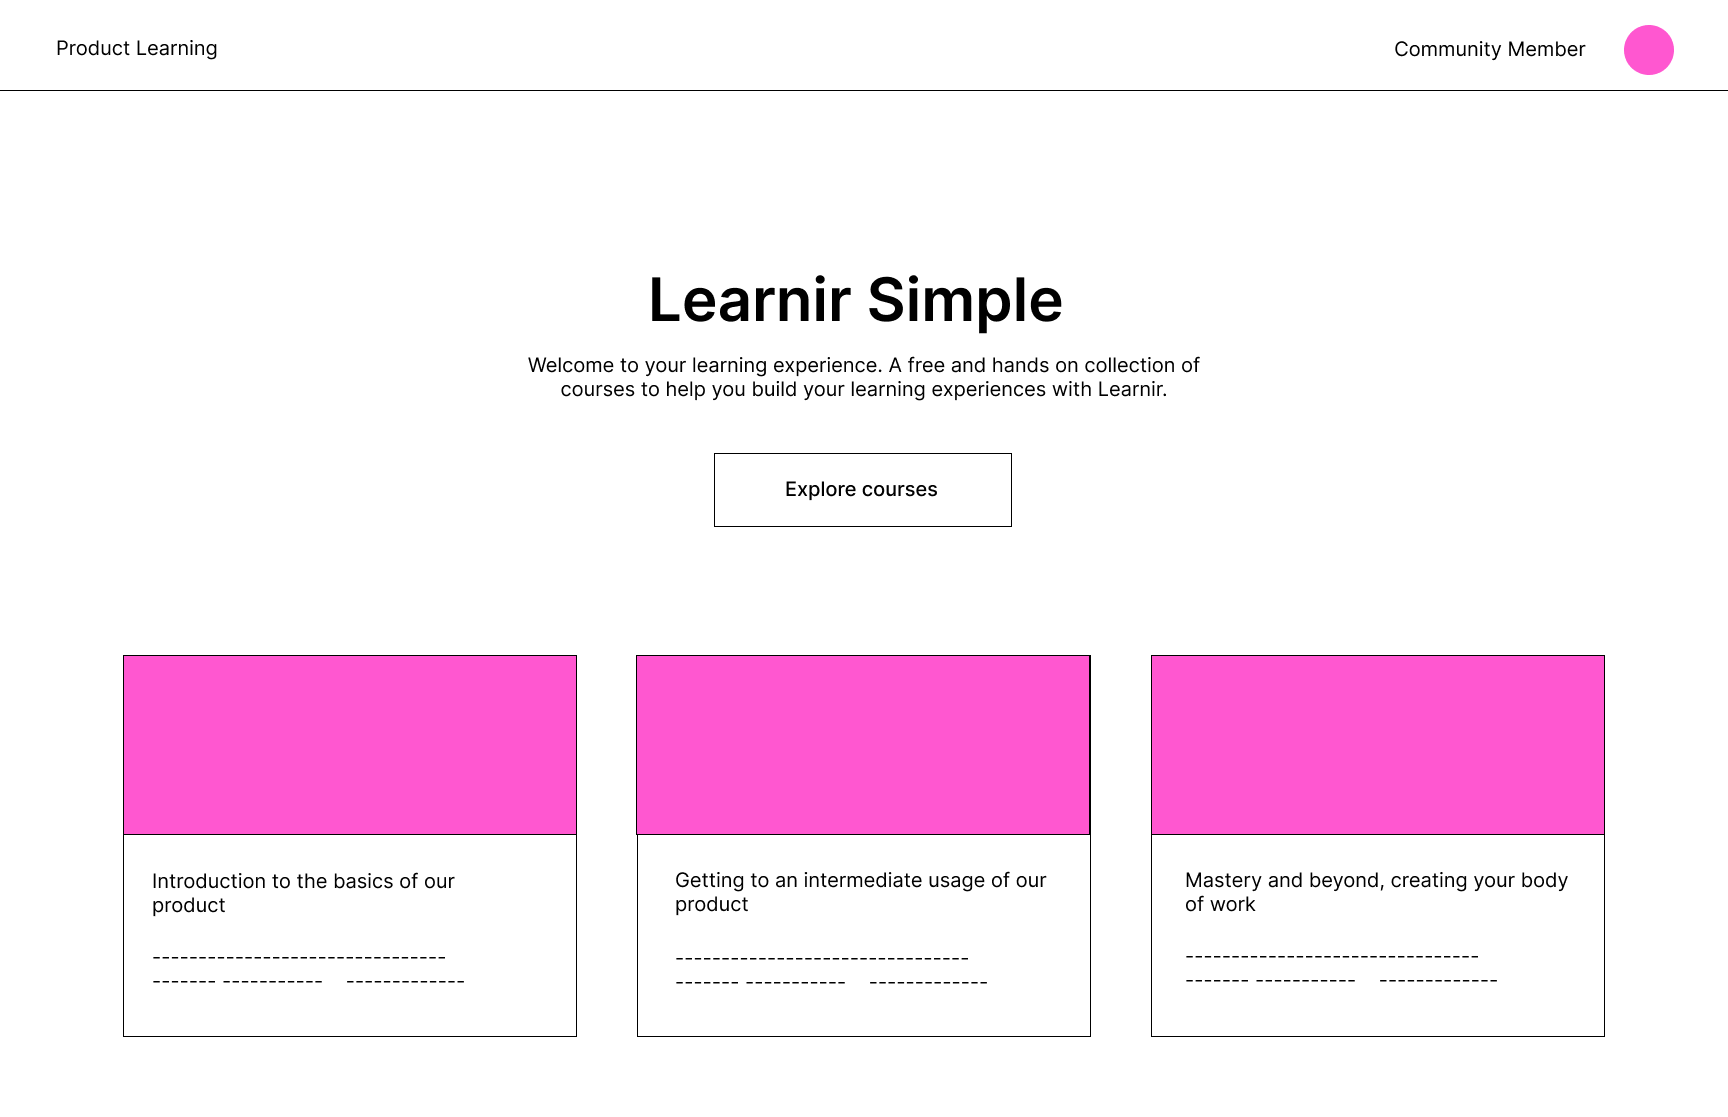 Product Learning
Community Member
Learnir Simple
Welcome to your learning experience. A free and hands on collection of
courses to help you build your learning experiences with Learnir.
Explore courses
Introduction to the basics of our
product
--------------------------------
------- -----------   -------------
Getting to an intermediate usage of our
product
--------------------------------
------- -----------   -------------
Mastery and beyond, creating your body
of work
--------------------------------
------- -----------   -------------